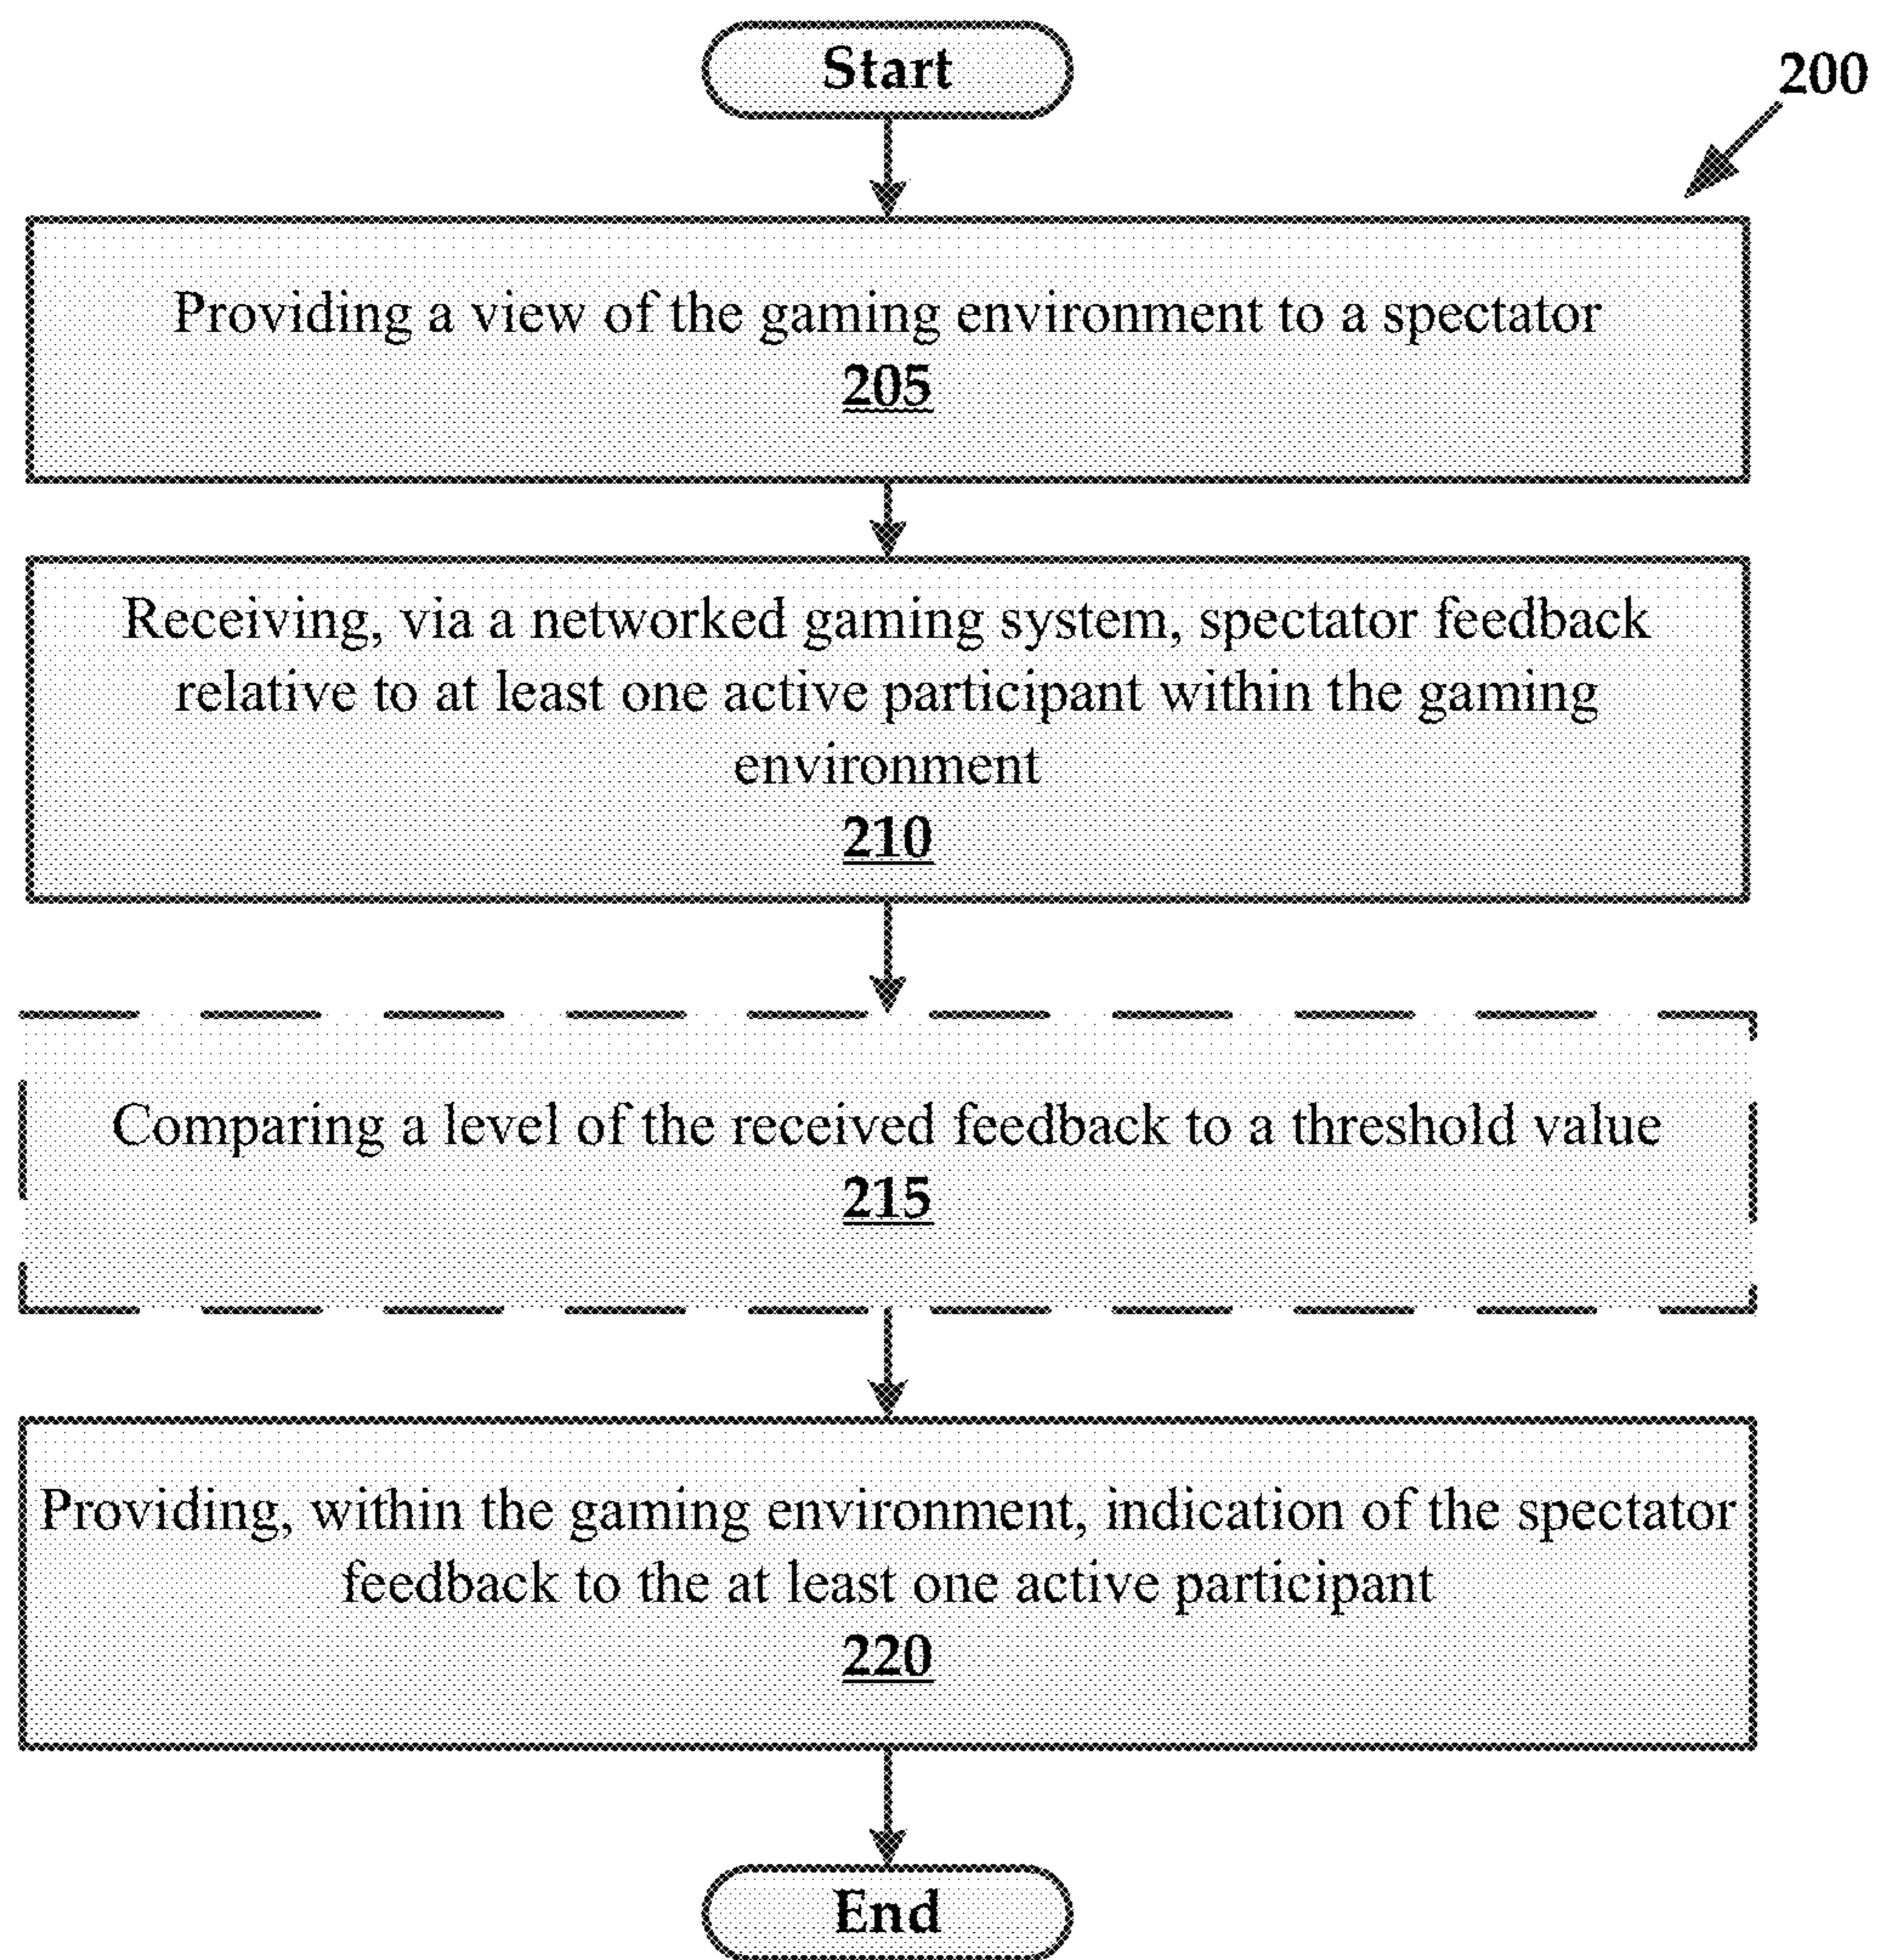 Start
200
Providing a view of the gaming environment to a spectator
205
Receiving, via a networked gaming system, spectator feedback
relative to at least one active participant within the gaming
environment
210
Comparing a level of the received feedback to a threshold value
215
Providing, within the gaming environment, indication of the spectator
feedback to the at least one active participant
220
End